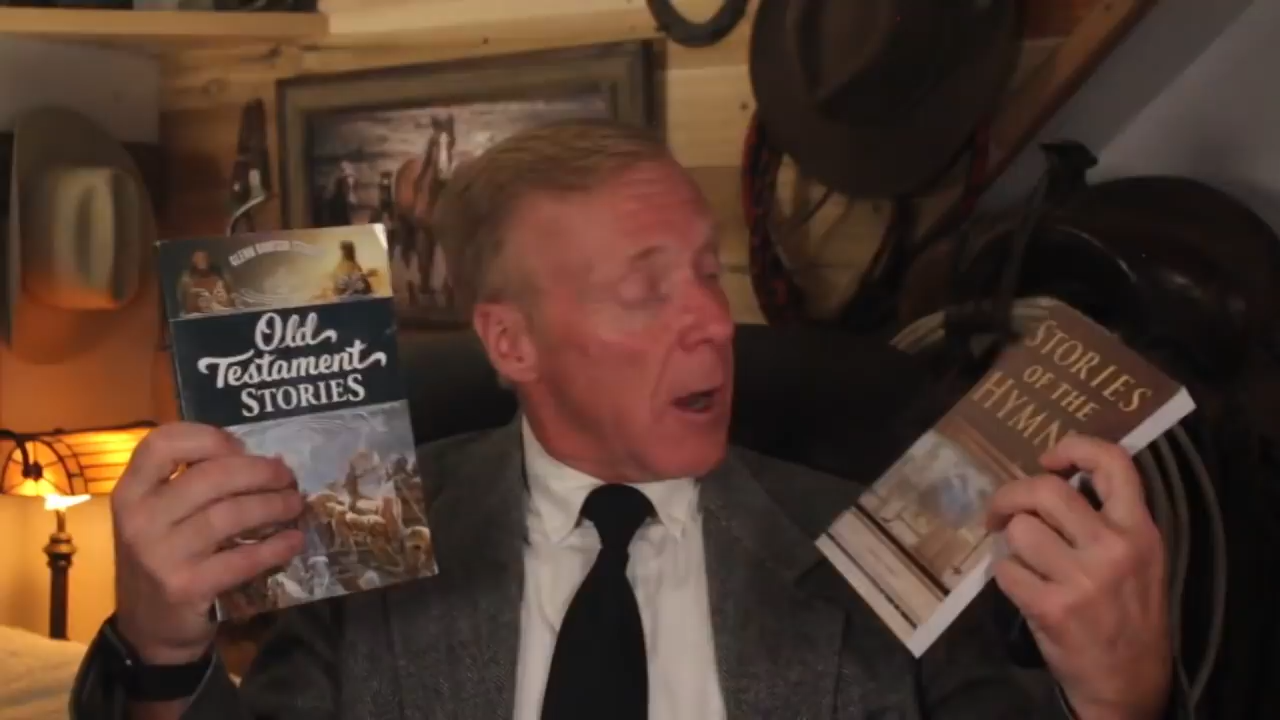 Old
Testament
STORIES
STORIES
OF THE
HYMN